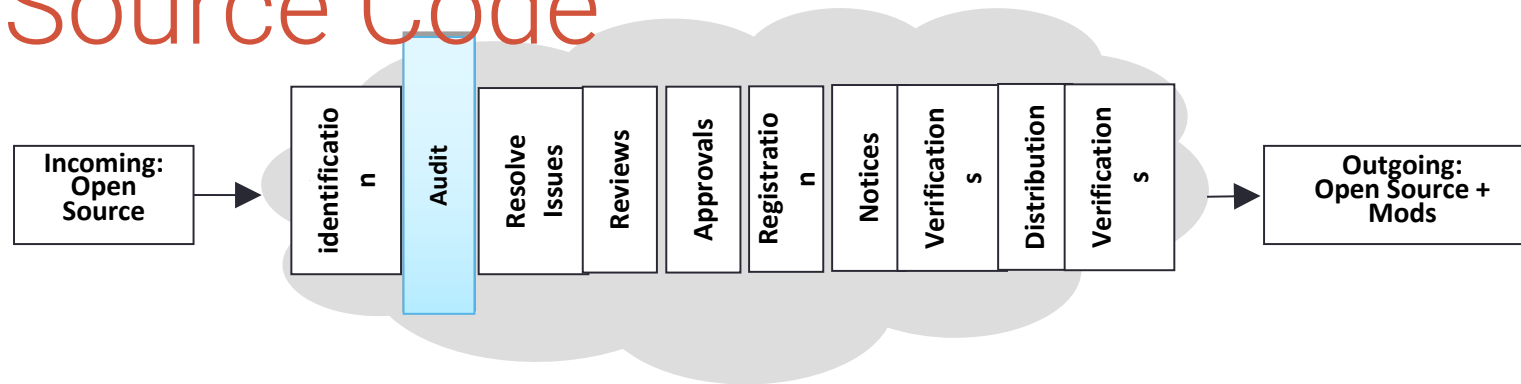 Source Code
Incoming:
Open
Source
identificatio
n
Audit
Resolve
Issues
Reviews
Approvals
Registratio
n
Notices
Verification
s
Distribution
Verification
s
Outgoing:
Open Source +
Mods